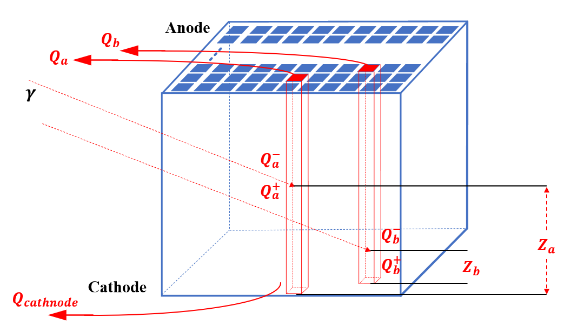 Anode
Q_b
Q_a
γ
Q_a^-
Q_a^+
Q_b^-
Q_b^+
Z_a
Z_b
Cathode
Q_cathnode